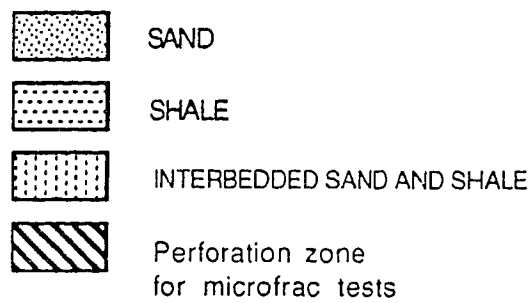 SAND
SHALE
INTERBEDDED SAND AND SHALE
Perforation zone
for microfrac tests